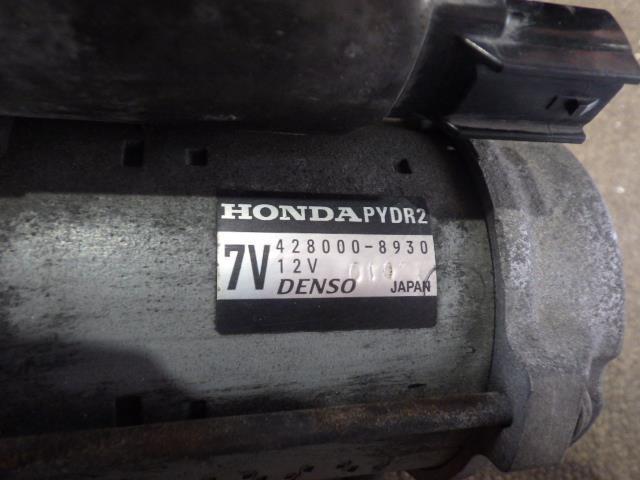 HONDA PYDR2
7V 428000-8930
12V
DENSO JAPAN